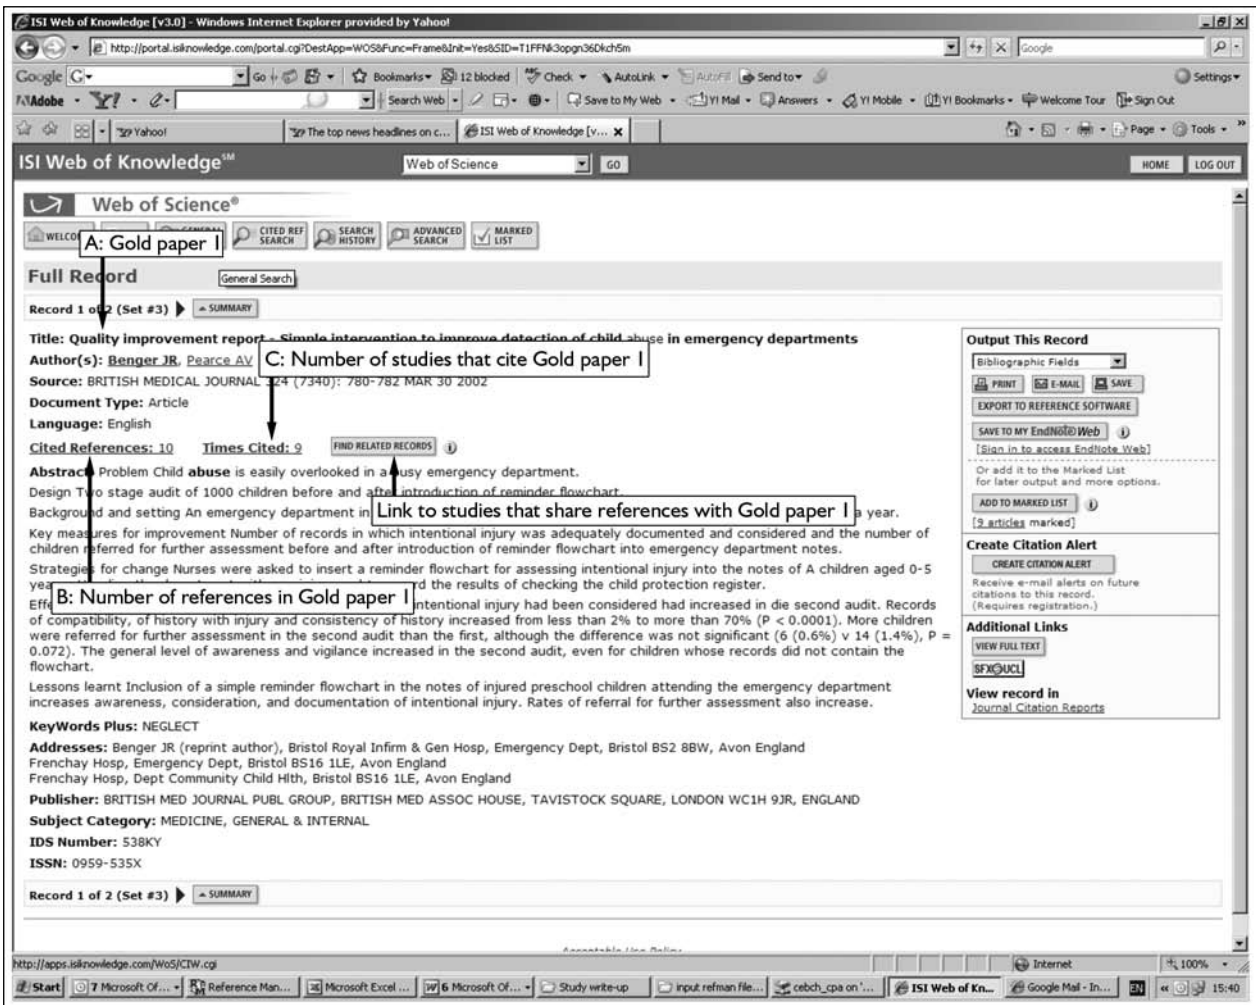 ISI Web of Knowledge [v3.0] - Windows Internet Explorer provided by Yahoo!
http://portal.isiknowledge.com/portal.cgi?DestApp=WOS&Func=Frame&Init=Yes&SID=T1FFNk3opgn36Dkch5m
Google
Google G Go Bookmarks 12 blocked Check AutoLink AutoFill Send to Settings
Adobe Y! Search Web Save to My Web Y! Mail Answers Y! Mobile Y! Bookmarks Welcome Tour Sign Out
Yahoo! The top news headlines on c... ISI Web of Knowledge [v... Page Tools
ISI Web of Knowledge℠ Web of Science GO HOME LOG OUT
Web of Science®
CITED REF SEARCH SEARCH HISTORY ADVANCED SEARCH MARKED LIST
A: Gold paper 1
Full Record General Search
Record 1 of 2 (Set #3) SUMMARY
Title: Quality improvement report - Simple intervention to improve detection of child abuse in emergency departments
Author(s): Benger JR, Pearce AV
C: Number of studies that cite Gold paper 1
Source: BRITISH MEDICAL JOURNAL 324 (7340): 780-782 MAR 30 2002
Document Type: Article
Language: English
Cited References: 10 Times Cited: 9 FIND RELATED RECORDS
Abstract: Problem Child abuse is easily overlooked in a busy emergency department.
Design Two stage audit of 1000 children before and after introduction of reminder flowchart.
Background and setting An emergency department in a year.
Link to studies that share references with Gold paper 1
Key measures for improvement Number of records in which intentional injury was adequately documented and considered and the number of
children referred for further assessment before and after introduction of reminder flowchart into emergency department notes.
Strategies for change Nurses were asked to insert a reminder flowchart for assessing intentional injury into the notes of A children aged 0-5
the results of checking the child protection register.
B: Number of references in Gold paper 1
intentional injury had been considered had increased in die second audit. Records
of compatibility, of history with injury and consistency of history increased from less than 2% to more than 70% (P < 0.0001). More children
were referred for further assessment in the second audit than the first, although the difference was not significant (6 (0.6%) v 14 (1.4%), P =
0.072). The general level of awareness and vigilance increased in the second audit, even for children whose records did not contain the
flowchart.
Lessons learnt Inclusion of a simple reminder flowchart in the notes of injured preschool children attending the emergency department
increases awareness, consideration, and documentation of intentional injury. Rates of referral for further assessment also increase.
KeyWords Plus: NEGLECT
Addresses: Benger JR (reprint author), Bristol Royal Infirm & Gen Hosp, Emergency Dept, Bristol BS2 8BW, Avon England
Frenchay Hosp, Emergency Dept, Bristol BS16 1LE, Avon England
Frenchay Hosp, Dept Community Child Hlth, Bristol BS16 1LE, Avon England
Publisher: BRITISH MED JOURNAL PUBL GROUP, BRITISH MED ASSOC HOUSE, TAVISTOCK SQUARE, LONDON WC1H 9JR, ENGLAND
Subject Category: MEDICINE, GENERAL & INTERNAL
IDS Number: 538KY
ISSN: 0959-535X
Record 1 of 2 (Set #3) SUMMARY
Output This Record
Bibliographic Fields
PRINT E-MAIL SAVE
EXPORT TO REFERENCE SOFTWARE
SAVE TO MY EndNote Web
[Sign in to access EndNote Web]
Or add it to the Marked List
for later output and more options.
ADD TO MARKED LIST
[9 articles marked]
Create Citation Alert
CREATE CITATION ALERT
Receive e-mail alerts on future
citations to this record.
(Requires registration.)
Additional Links
VIEW FULL TEXT
SFX@UCL
View record in
Journal Citation Reports
Acceptable Use Policy
http://apps.isiknowledge.com/WoS/CIW.cgi Internet 100%
Start 7 Microsoft Of... Reference Man... Microsoft Excel ... 6 Microsoft Of... Study write-up input refman file... cebch_cpa on '... ISI Web of Kn... Google Mail - In... EN 15:40